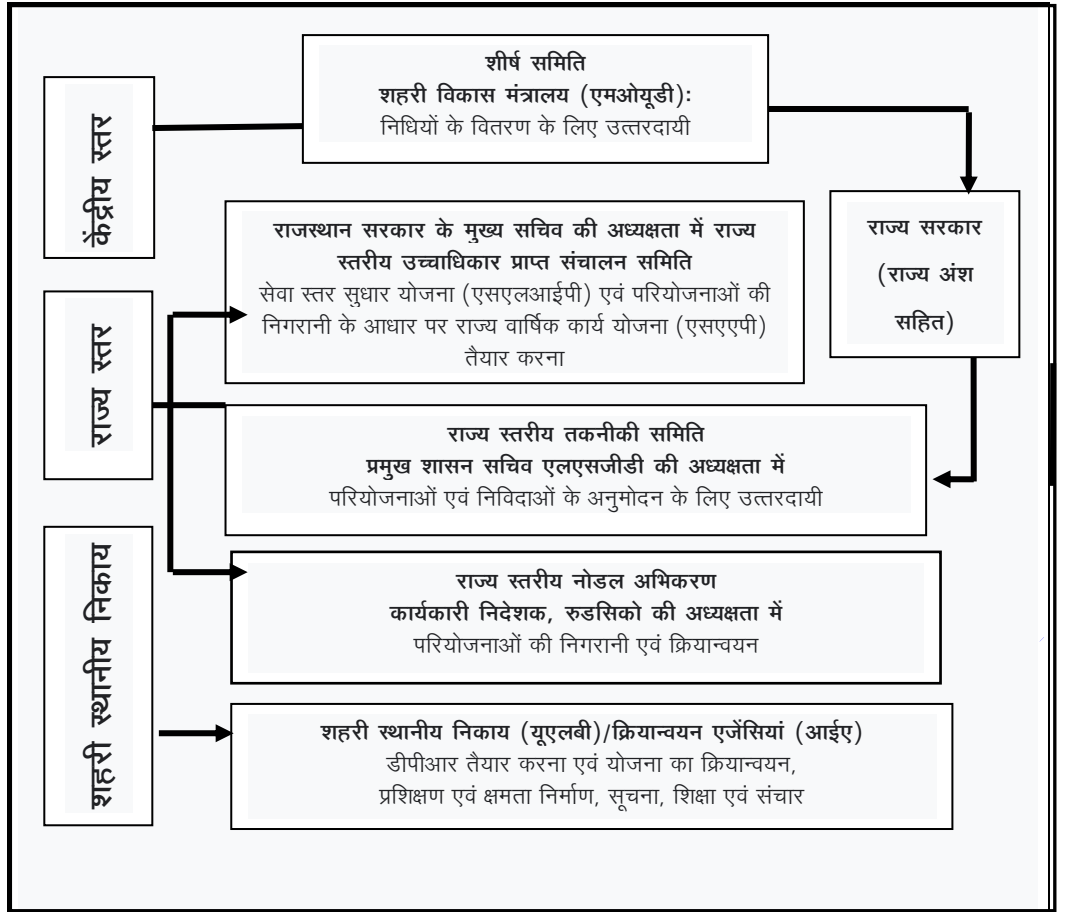 शीर्ष समिति
शहरी विकास मंत्रालय (एमओयूडी):
निधियों के वितरण के लिए उत्तरदायी
केंद्रीय स्तर
राज्य सरकार
(राज्य अंश
सहित)
राजस्थान सरकार के मुख्य सचिव की अध्यक्षता में राज्य
स्तरीय उच्चाधिकार प्राप्त संचालन समिति
सेवा स्तर सुधार योजना (एसएलआईपी) एवं परियोजनाओं की
निगरानी के आधार पर राज्य वार्षिक कार्य योजना (एसएएपी)
तैयार करना
राज्य स्तर
राज्य स्तरीय तकनीकी समिति
प्रमुख शासन सचिव एलएसजीडी की अध्यक्षता में
परियोजनाओं एवं निविदाओं के अनुमोदन के लिए उत्तरदायी
राज्य स्तरीय नोडल अभिकरण
कार्यकारी निदेशक, रुडसिको की अध्यक्षता में
परियोजनाओं की निगरानी एवं क्रियान्वयन
शहरी स्थानीय निकाय
शहरी स्थानीय निकाय (यूएलबी)/क्रियान्वयन एजेंसियां (आईए)
डीपीआर तैयार करना एवं योजना का क्रियान्वयन,
प्रशिक्षण एवं क्षमता निर्माण, सूचना, शिक्षा एवं संचार